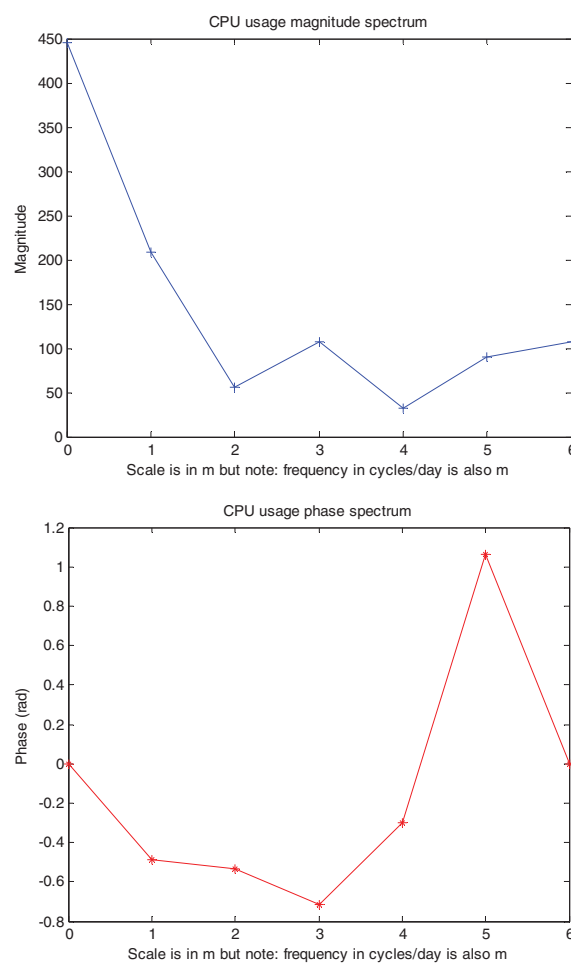 CPU usage magnitude spectrum
450
400
350
300
250
200
150
100
50
0
Magnitude
0 1 2 3 4 5 6
Scale is in m but note: frequency in cycles/day is also m
CPU usage phase spectrum
1.2
1
0.8
0.6
0.4
0.2
0
-0.2
-0.4
-0.6
-0.8
Phase (rad)
0 1 2 3 4 5 6
Scale is in m but note: frequency in cycles/day is also m